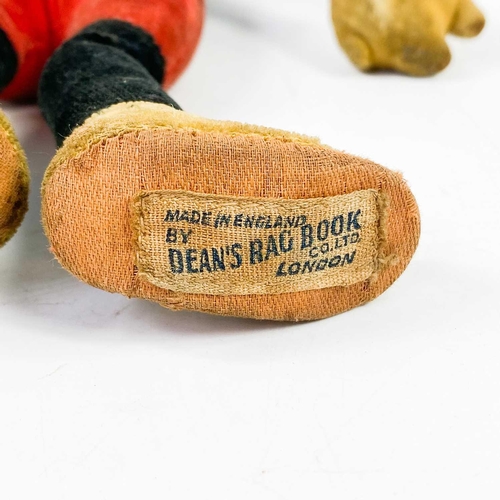 MADE IN ENGLAND
BY
DEAN'S RAG BOOK
CO. LTD.
LONDON